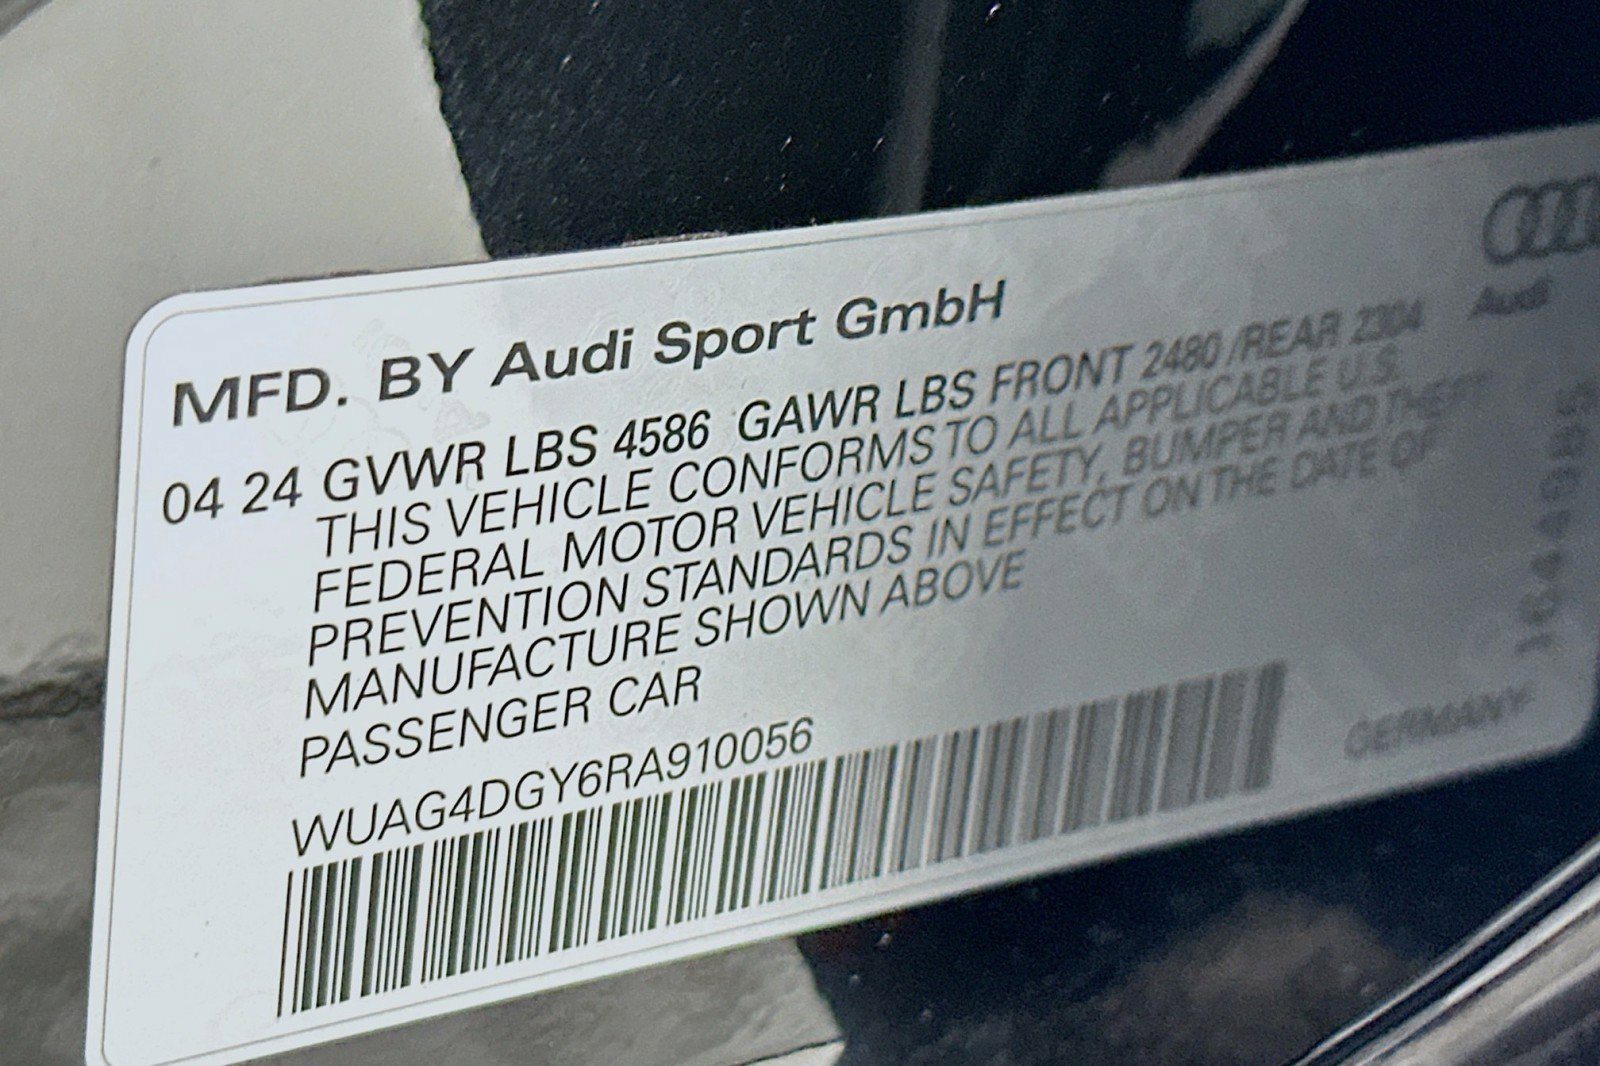 MFD. BY Audi Sport GmbH
Audi
04 24 GVWR LBS 4586 GAWR LBS FRONT 2480 /REAR 2304
THIS VEHICLE CONFORMS TO ALL APPLICABLE U.S.
FEDERAL MOTOR VEHICLE SAFETY, BUMPER AND THEFT
PREVENTION STANDARDS IN EFFECT ON THE DATE OF
MANUFACTURE SHOWN ABOVE
PASSENGER CAR
WUAG4DGY6RA910056
GERMANY